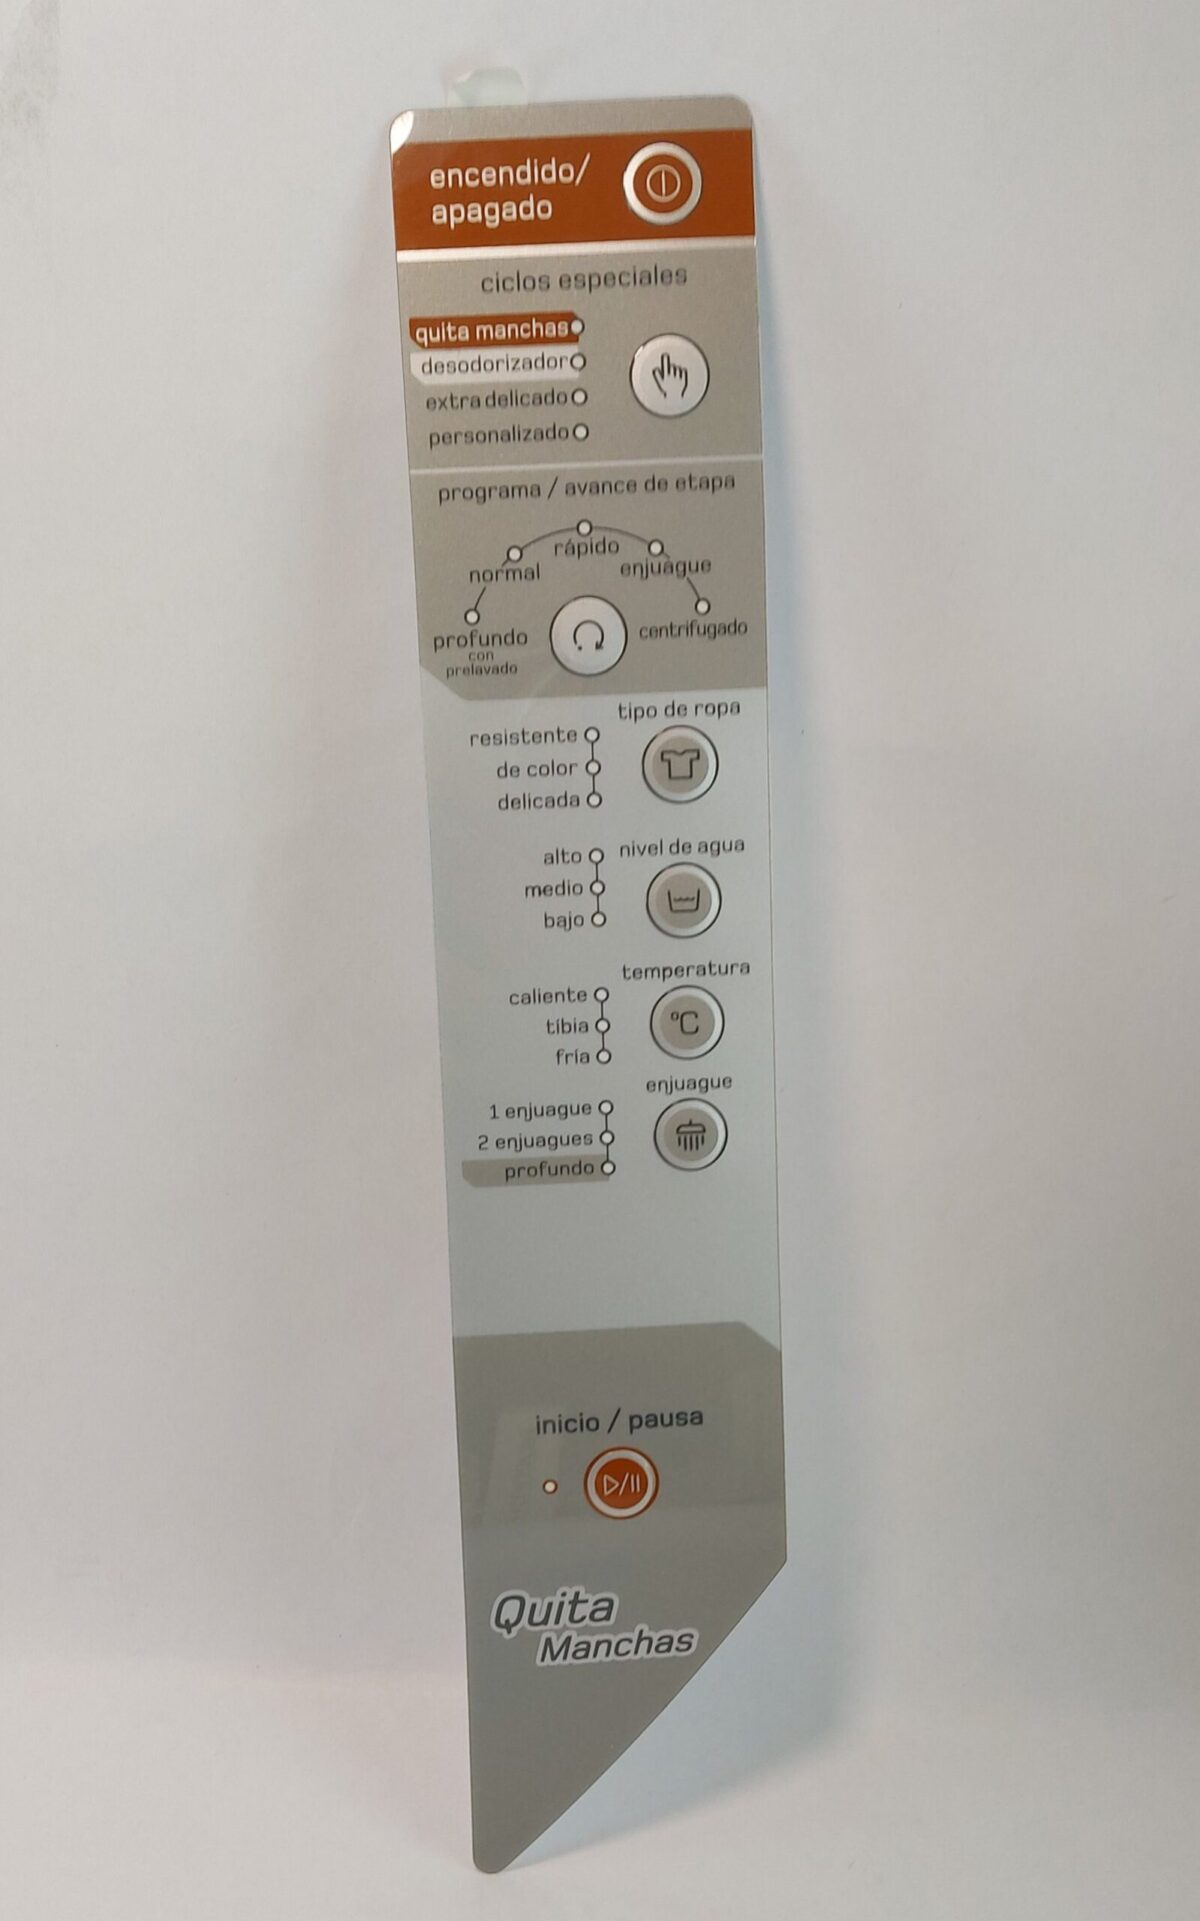 encendido/
apagado
ciclos especiales
quita manchas
desodorizador
extra delicado
personalizado
programa / avance de etapa
rápido
normal
enjuague
profundo
con
prelavado
centrifugado
tipo de ropa
resistente
de color
delicada
nivel de agua
alto
medio
bajo
temperatura
°C
caliente
tíbia
fría
enjuague
1 enjuague
2 enjuagues
profundo
inicio / pausa
Quita
Manchas